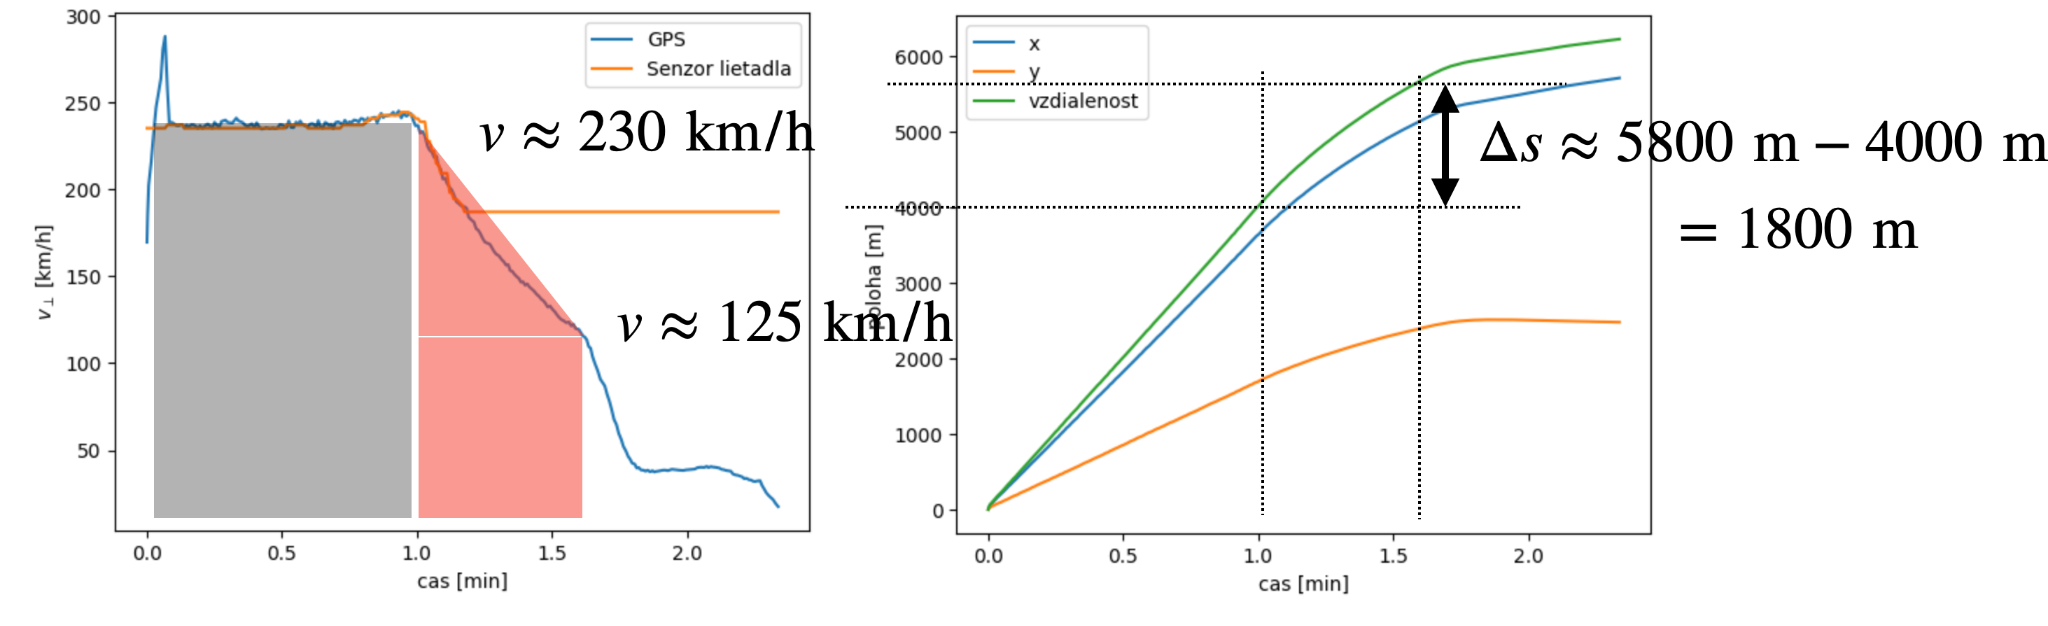 300
250
200
150
100
50
v⊥ [km/h]
0.0 0.5 1.0 1.5 2.0
cas [min]
GPS
Senzor lietadla
v ≈ 230 km/h
v ≈ 125 km/h
6000
5000
4000
3000
2000
1000
0
Poloha [m]
0.0 0.5 1.0 1.5 2.0
cas [min]
x
y
vzdialenost
Δs ≈ 5800 m − 4000 m
= 1800 m